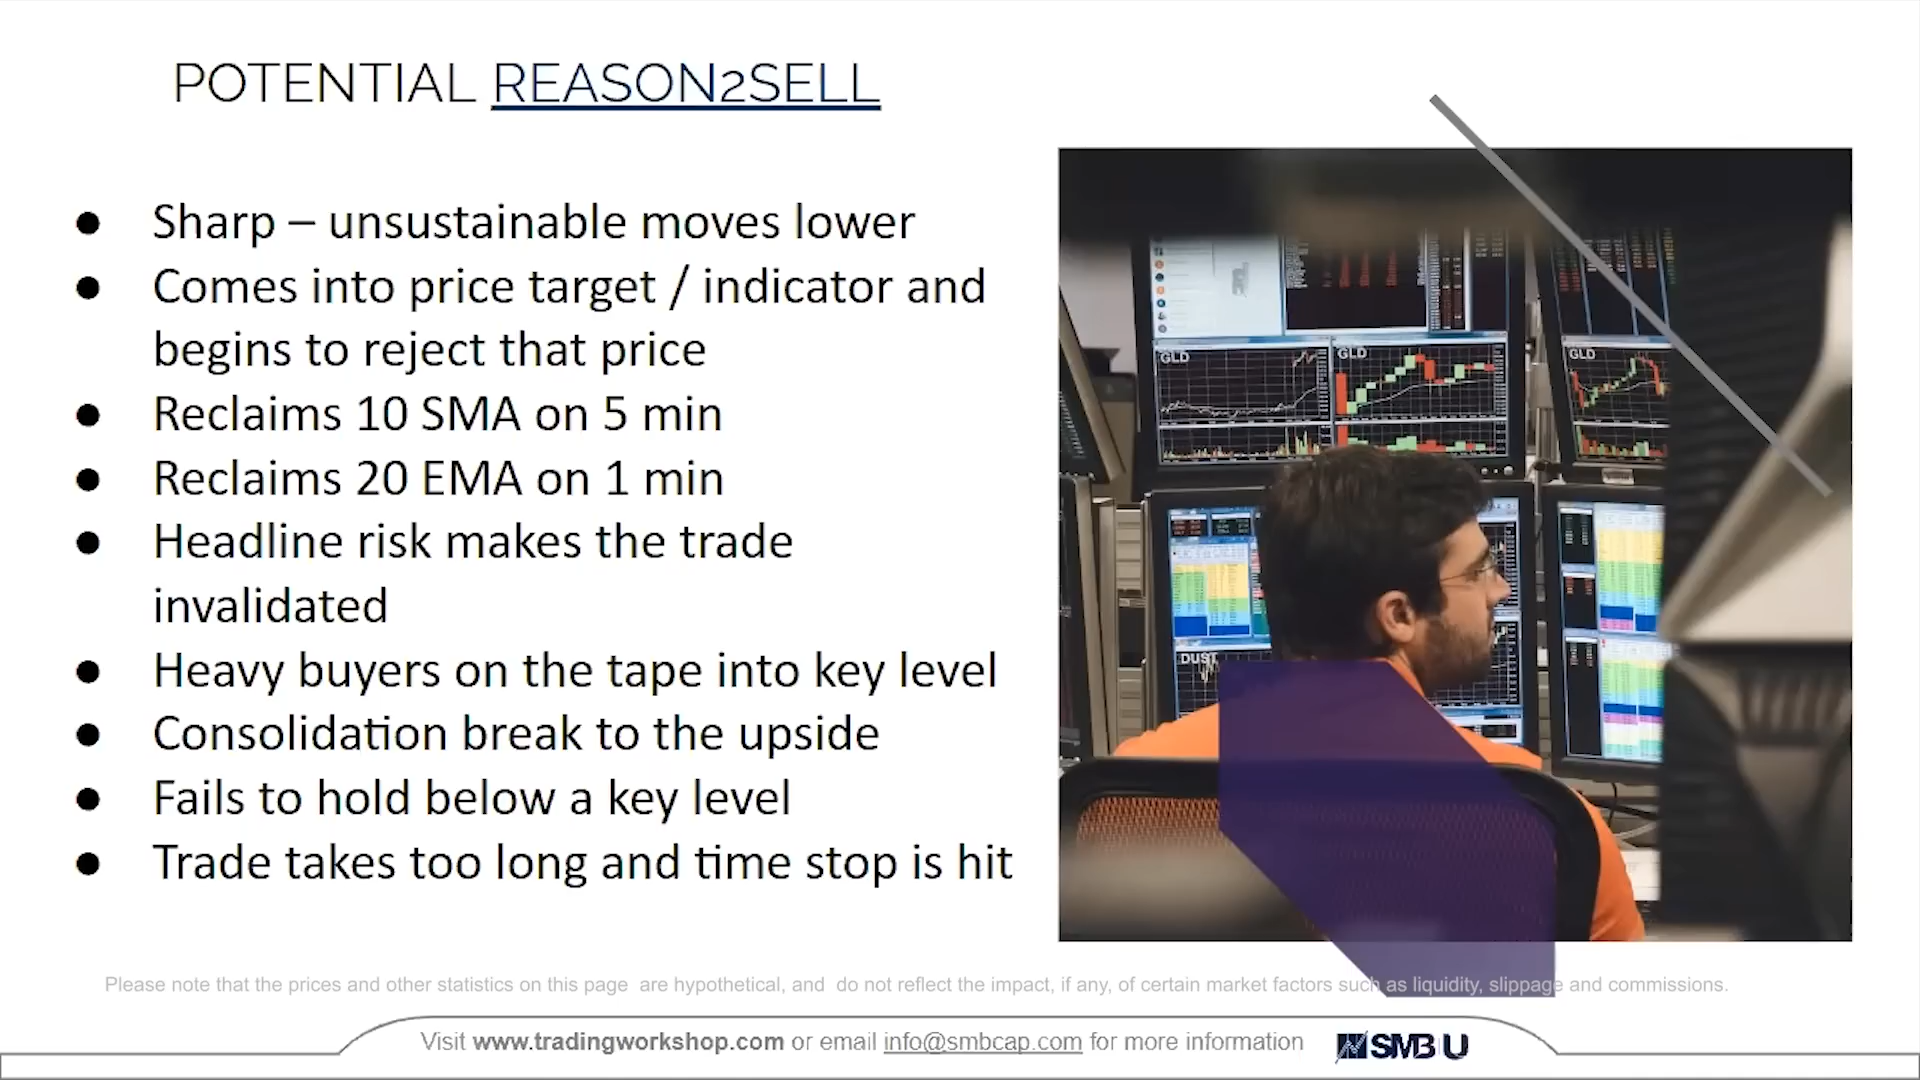 POTENTIAL REASON2SELL
● Sharp – unsustainable moves lower
● Comes into price target / indicator and
begins to reject that price
● Reclaims 10 SMA on 5 min
● Reclaims 20 EMA on 1 min
● Headline risk makes the trade
invalidated
● Heavy buyers on the tape into key level
● Consolidation break to the upside
● Fails to hold below a key level
● Trade takes too long and time stop is hit
GLD
GLD
GLD
DUST
Please note that the prices and other statistics on this page are hypothetical, and do not reflect the impact, if any, of certain market factors such as liquidity, slippage and commissions.
Visit www.tradingworkshop.com or email info@smbcap.com for more information
SMB U